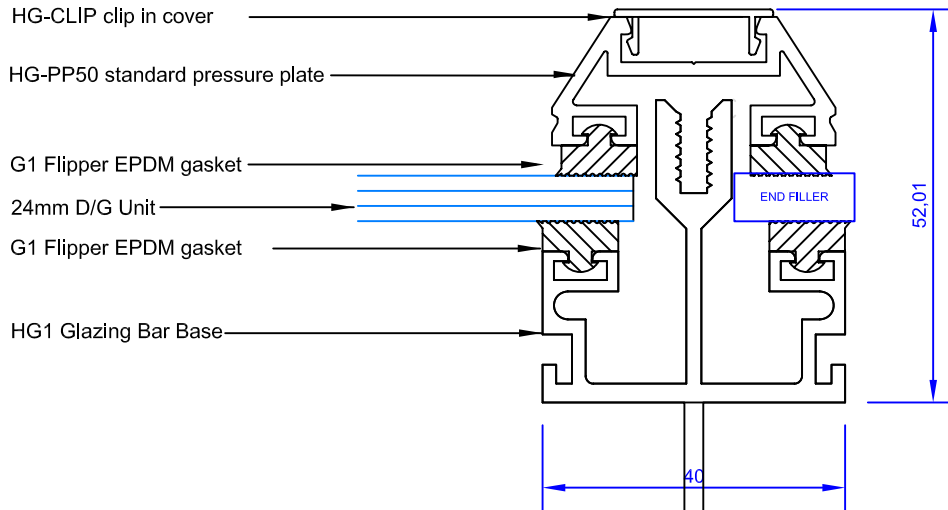 HG-CLIP clip in cover
HG-PP50 standard pressure plate
G1 Flipper EPDM gasket
24mm D/G Unit
END FILLER
G1 Flipper EPDM gasket
HG1 Glazing Bar Base
52,01
40